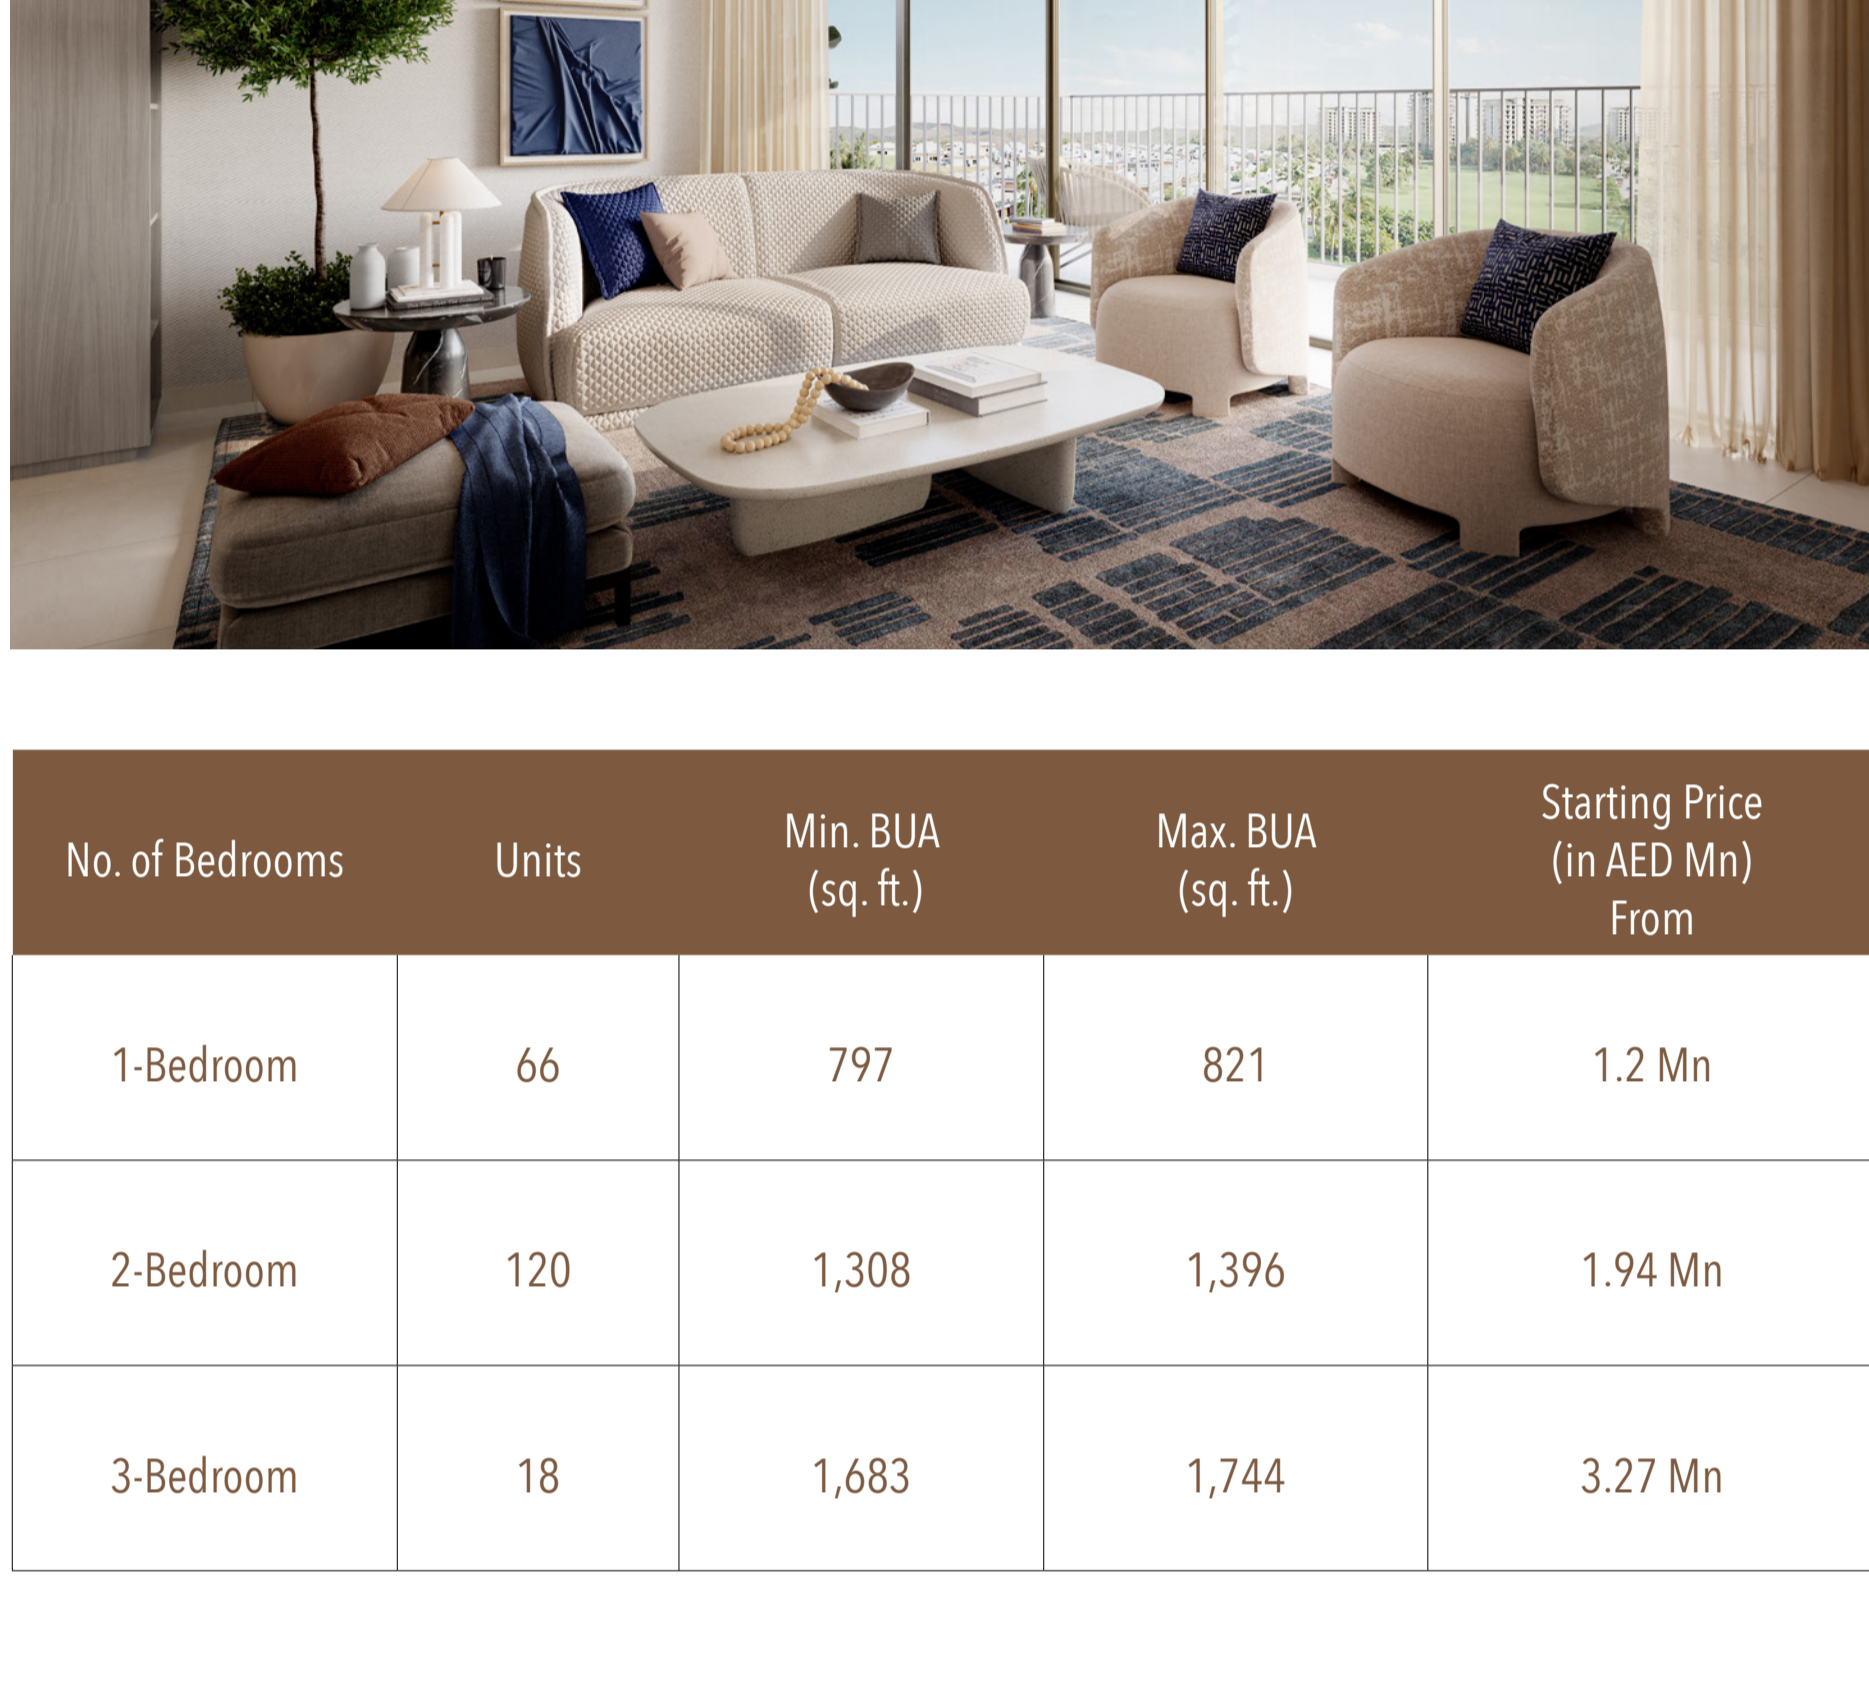 No. of Bedrooms
Units
Min. BUA
(sq. ft.)
Max. BUA
(sq. ft.)
Starting Price
(in AED Mn)
From
1-Bedroom
66
797
821
1.2 Mn
2-Bedroom
120
1,308
1,396
1.94 Mn
3-Bedroom
18
1,683
1,744
3.27 Mn